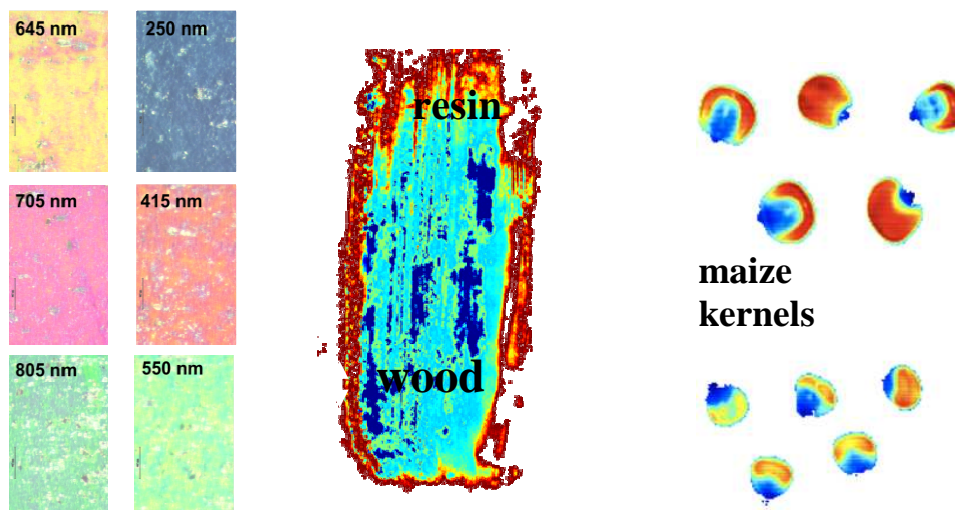 645 nm
250 nm
705 nm
415 nm
805 nm
550 nm
resin
wood
maize
kernels